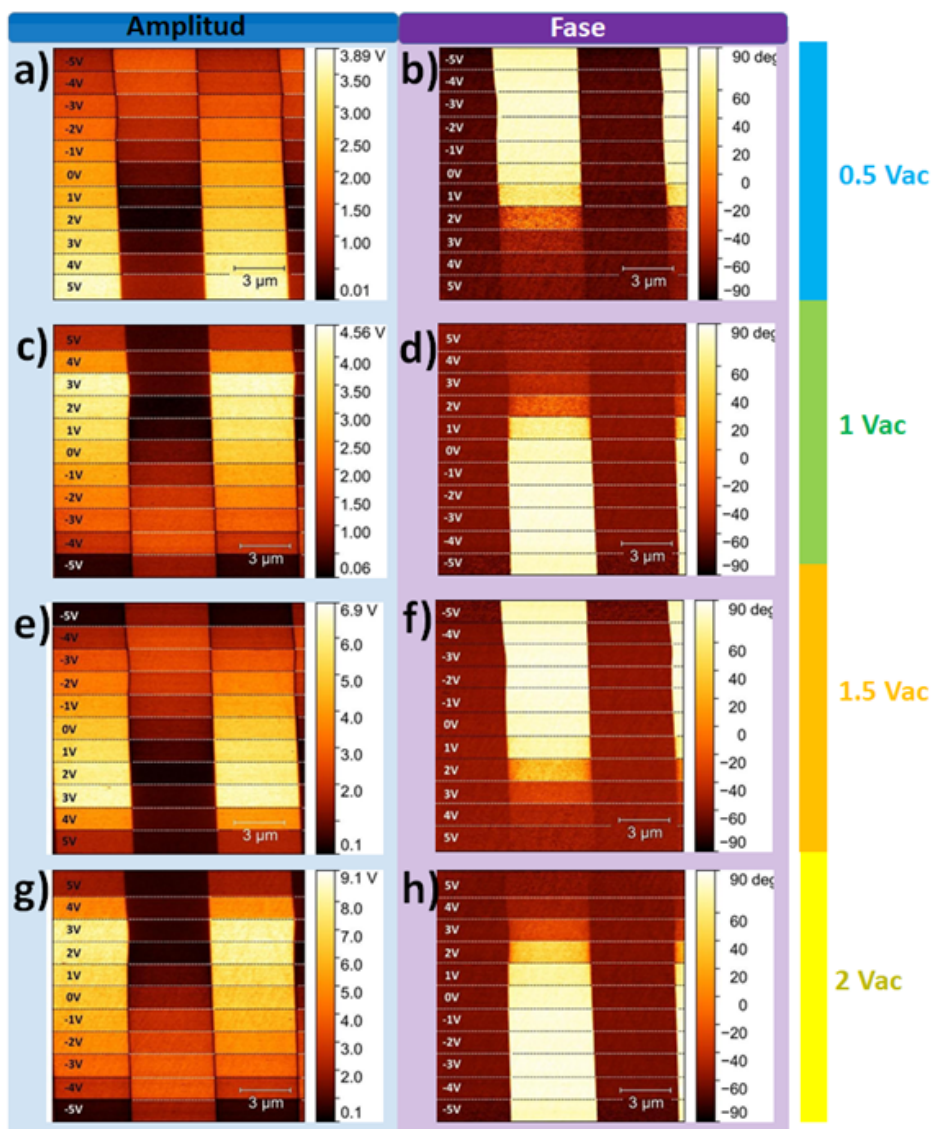 Amplitud
Fase
a)
-5V
-4V
-3V
-2V
-1V
0V
1V
2V
3V
4V
5V
3 µm
3.89 V
3.50
3.00
2.50
2.00
1.50
1.00
0.01
b)
-5V
-4V
-3V
-2V
-1V
0V
1V
2V
3V
4V
5V
3 µm
90 deg
60
40
20
0
−20
−40
−60
−90
0.5 Vac
c)
5V
4V
3V
2V
1V
0V
-1V
-2V
-3V
-4V
-5V
3 µm
4.56 V
4.00
3.50
3.00
2.50
2.00
1.50
1.00
0.06
d)
5V
4V
3V
2V
1V
0V
-1V
-2V
-3V
-4V
-5V
3 µm
90 deg
60
40
20
0
−20
−40
−60
−90
1 Vac
e)
-5V
-4V
-3V
-2V
-1V
0V
1V
2V
3V
4V
5V
3 µm
6.9 V
6.0
5.0
4.0
3.0
2.0
0.1
f)
-5V
-4V
-3V
-2V
-1V
0V
1V
2V
3V
4V
5V
3 µm
90 deg
60
40
20
0
−20
−40
−60
−90
1.5 Vac
g)
5V
4V
3V
2V
1V
0V
-1V
-2V
-3V
-4V
-5V
3 µm
9.1 V
8.0
7.0
6.0
5.0
4.0
3.0
2.0
0.1
h)
5V
4V
3V
2V
1V
0V
-1V
-2V
-3V
-4V
-5V
3 µm
90 deg
60
40
20
0
−20
−40
−60
−90
2 Vac